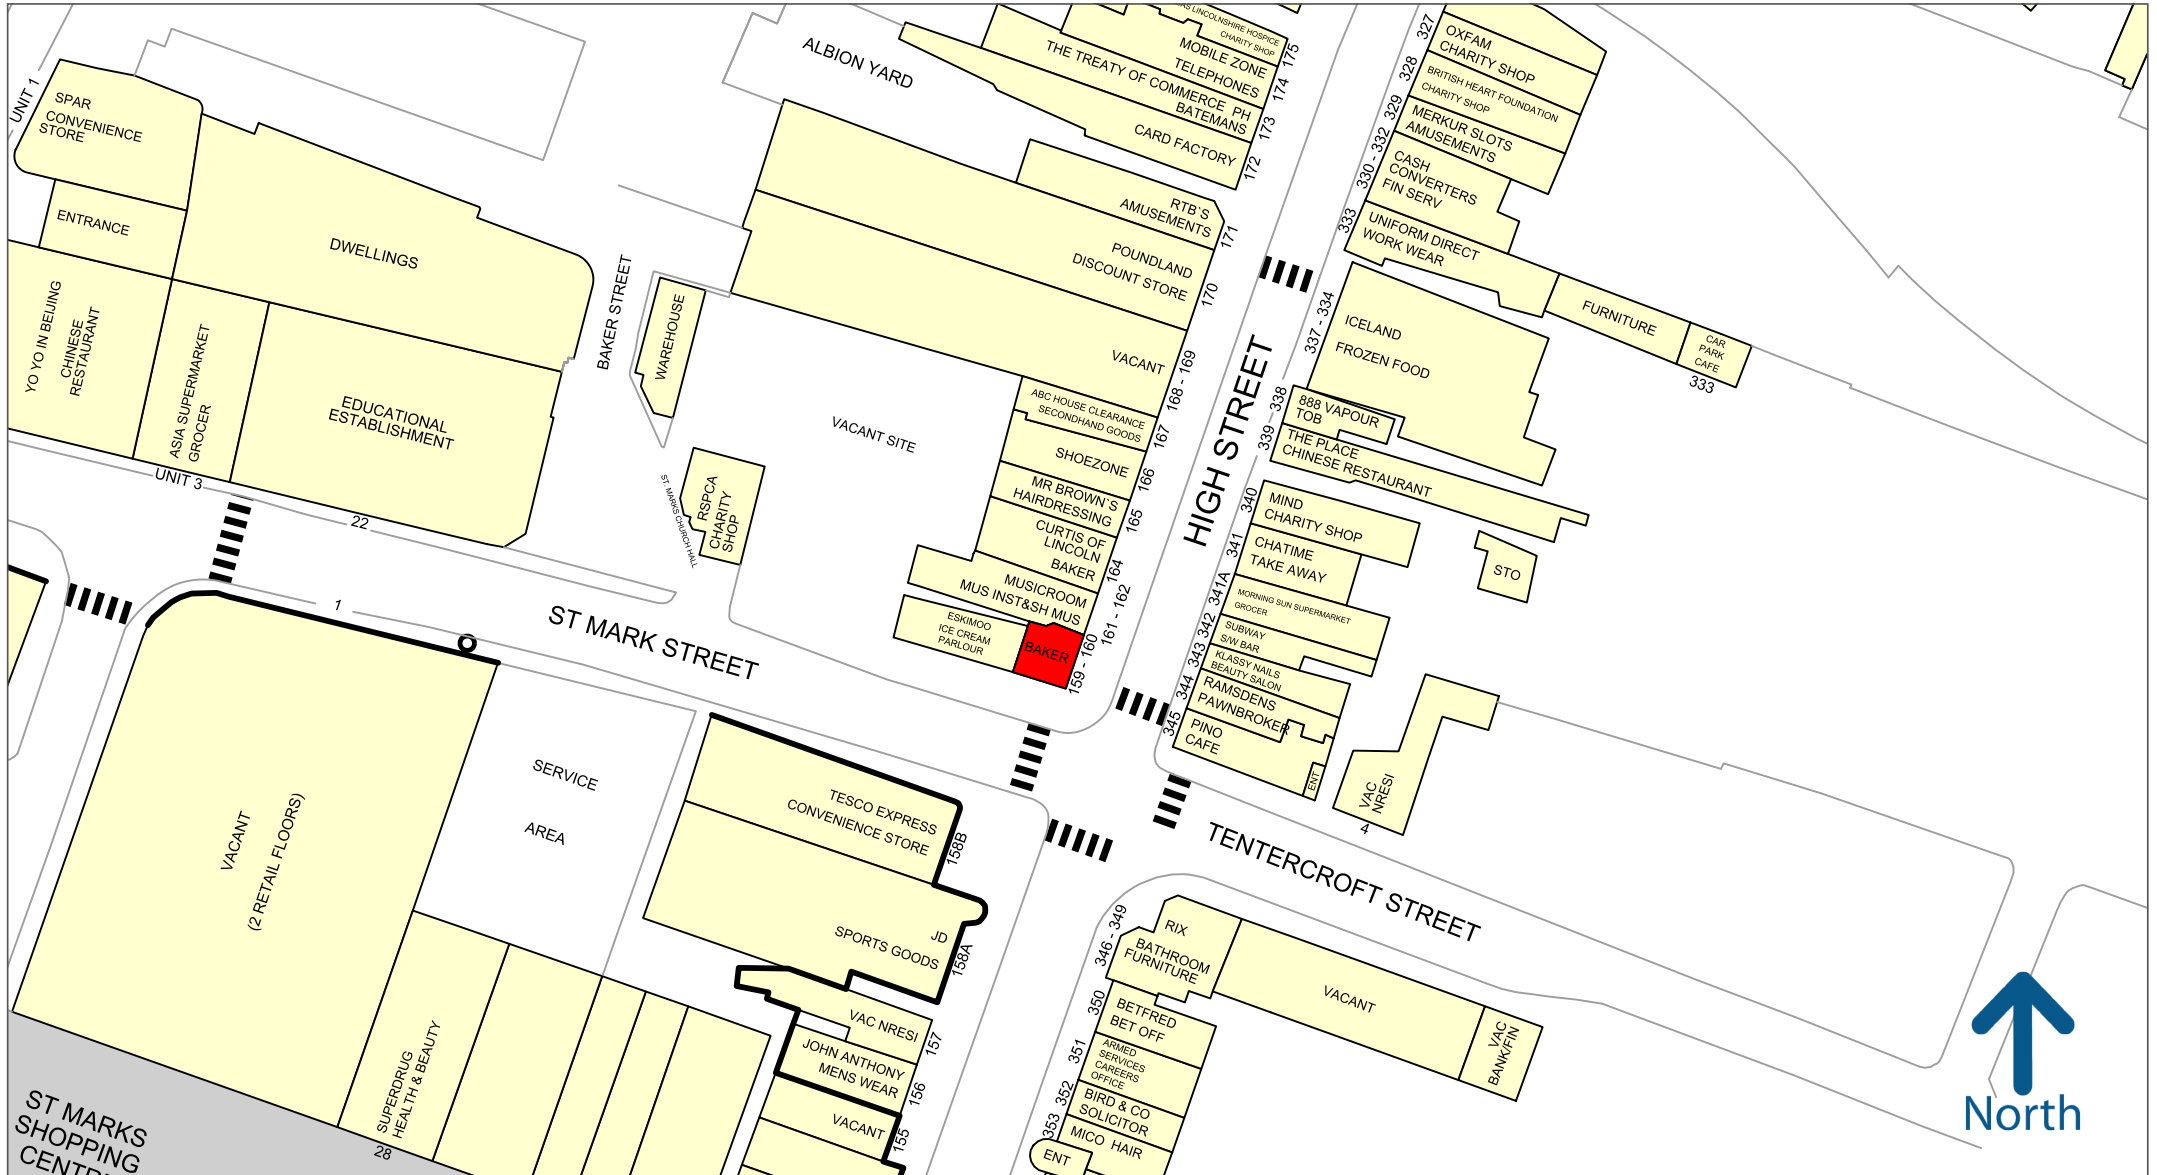 UNIT 1
SPAR
CONVENIENCE
STORE
ENTRANCE
DWELLINGS
YO YO IN BEIJING
CHINESE
RESTAURANT
ASIA SUPERMARKET
GROCER
EDUCATIONAL
ESTABLISHMENT
UNIT 3
22
1
BAKER STREET
WAREHOUSE
RSPCA
CHARITY
SHOP
ST. MARKS CHURCH HALL
VACANT SITE
ALBION YARD
LINCOLNSHIRE HOSPICE
CHARITY SHOP
175
MOBILE ZONE
TELEPHONES
174
THE TREATY OF COMMERCE PH
BATEMANS
173
CARD FACTORY
172
RTB`S
AMUSEMENTS
171
POUNDLAND
DISCOUNT STORE
170
VACANT
168 - 169
ABC HOUSE CLEARANCE
SECONDHAND GOODS
167
SHOEZONE
166
MR BROWN`S
HAIRDRESSING
165
CURTIS OF
LINCOLN
BAKER
164
MUSICROOM
MUS INST&SH MUS
161 - 162
ESKIMOO
ICE CREAM
PARLOUR
BAKER
159 - 160
HIGH STREET
327
OXFAM
CHARITY SHOP
328
BRITISH HEART FOUNDATION
CHARITY SHOP
329
MERKUR SLOTS
AMUSEMENTS
330 - 332
CASH
CONVERTERS
FIN SERV
333
UNIFORM DIRECT
WORK WEAR
FURNITURE
CAR
PARK
CAFE
333
337 - 334
ICELAND
FROZEN FOOD
338
888 VAPOUR
TOB
339
THE PLACE
CHINESE RESTAURANT
340
MIND
CHARITY SHOP
341
CHATIME
TAKE AWAY
STO
341A
MORNING SUN SUPERMARKET
GROCER
342
SUBWAY
S/W BAR
343
KLASSY NAILS
BEAUTY SALON
344
RAMSDENS
PAWNBROKER
345
PINO
CAFE
ENT
VAC
NRESI
4
ST MARK STREET
TENTERCROFT STREET
VACANT
(2 RETAIL FLOORS)
SERVICE
AREA
TESCO EXPRESS
CONVENIENCE STORE
158B
JD
SPORTS GOODS
158A
VAC NRESI
157
JOHN ANTHONY
MENS WEAR
156
VACANT
155
SUPERDRUG
HEALTH & BEAUTY
28
ST MARKS
SHOPPING
346 - 349
RIX
BATHROOM
FURNITURE
VACANT
VAC
BANK/FIN
350
BETFRED
BET OFF
351
ARMED
SERVICES
CAREERS
OFFICE
352
BIRD & CO
SOLICITOR
353
MICO HAIR
ENT
North